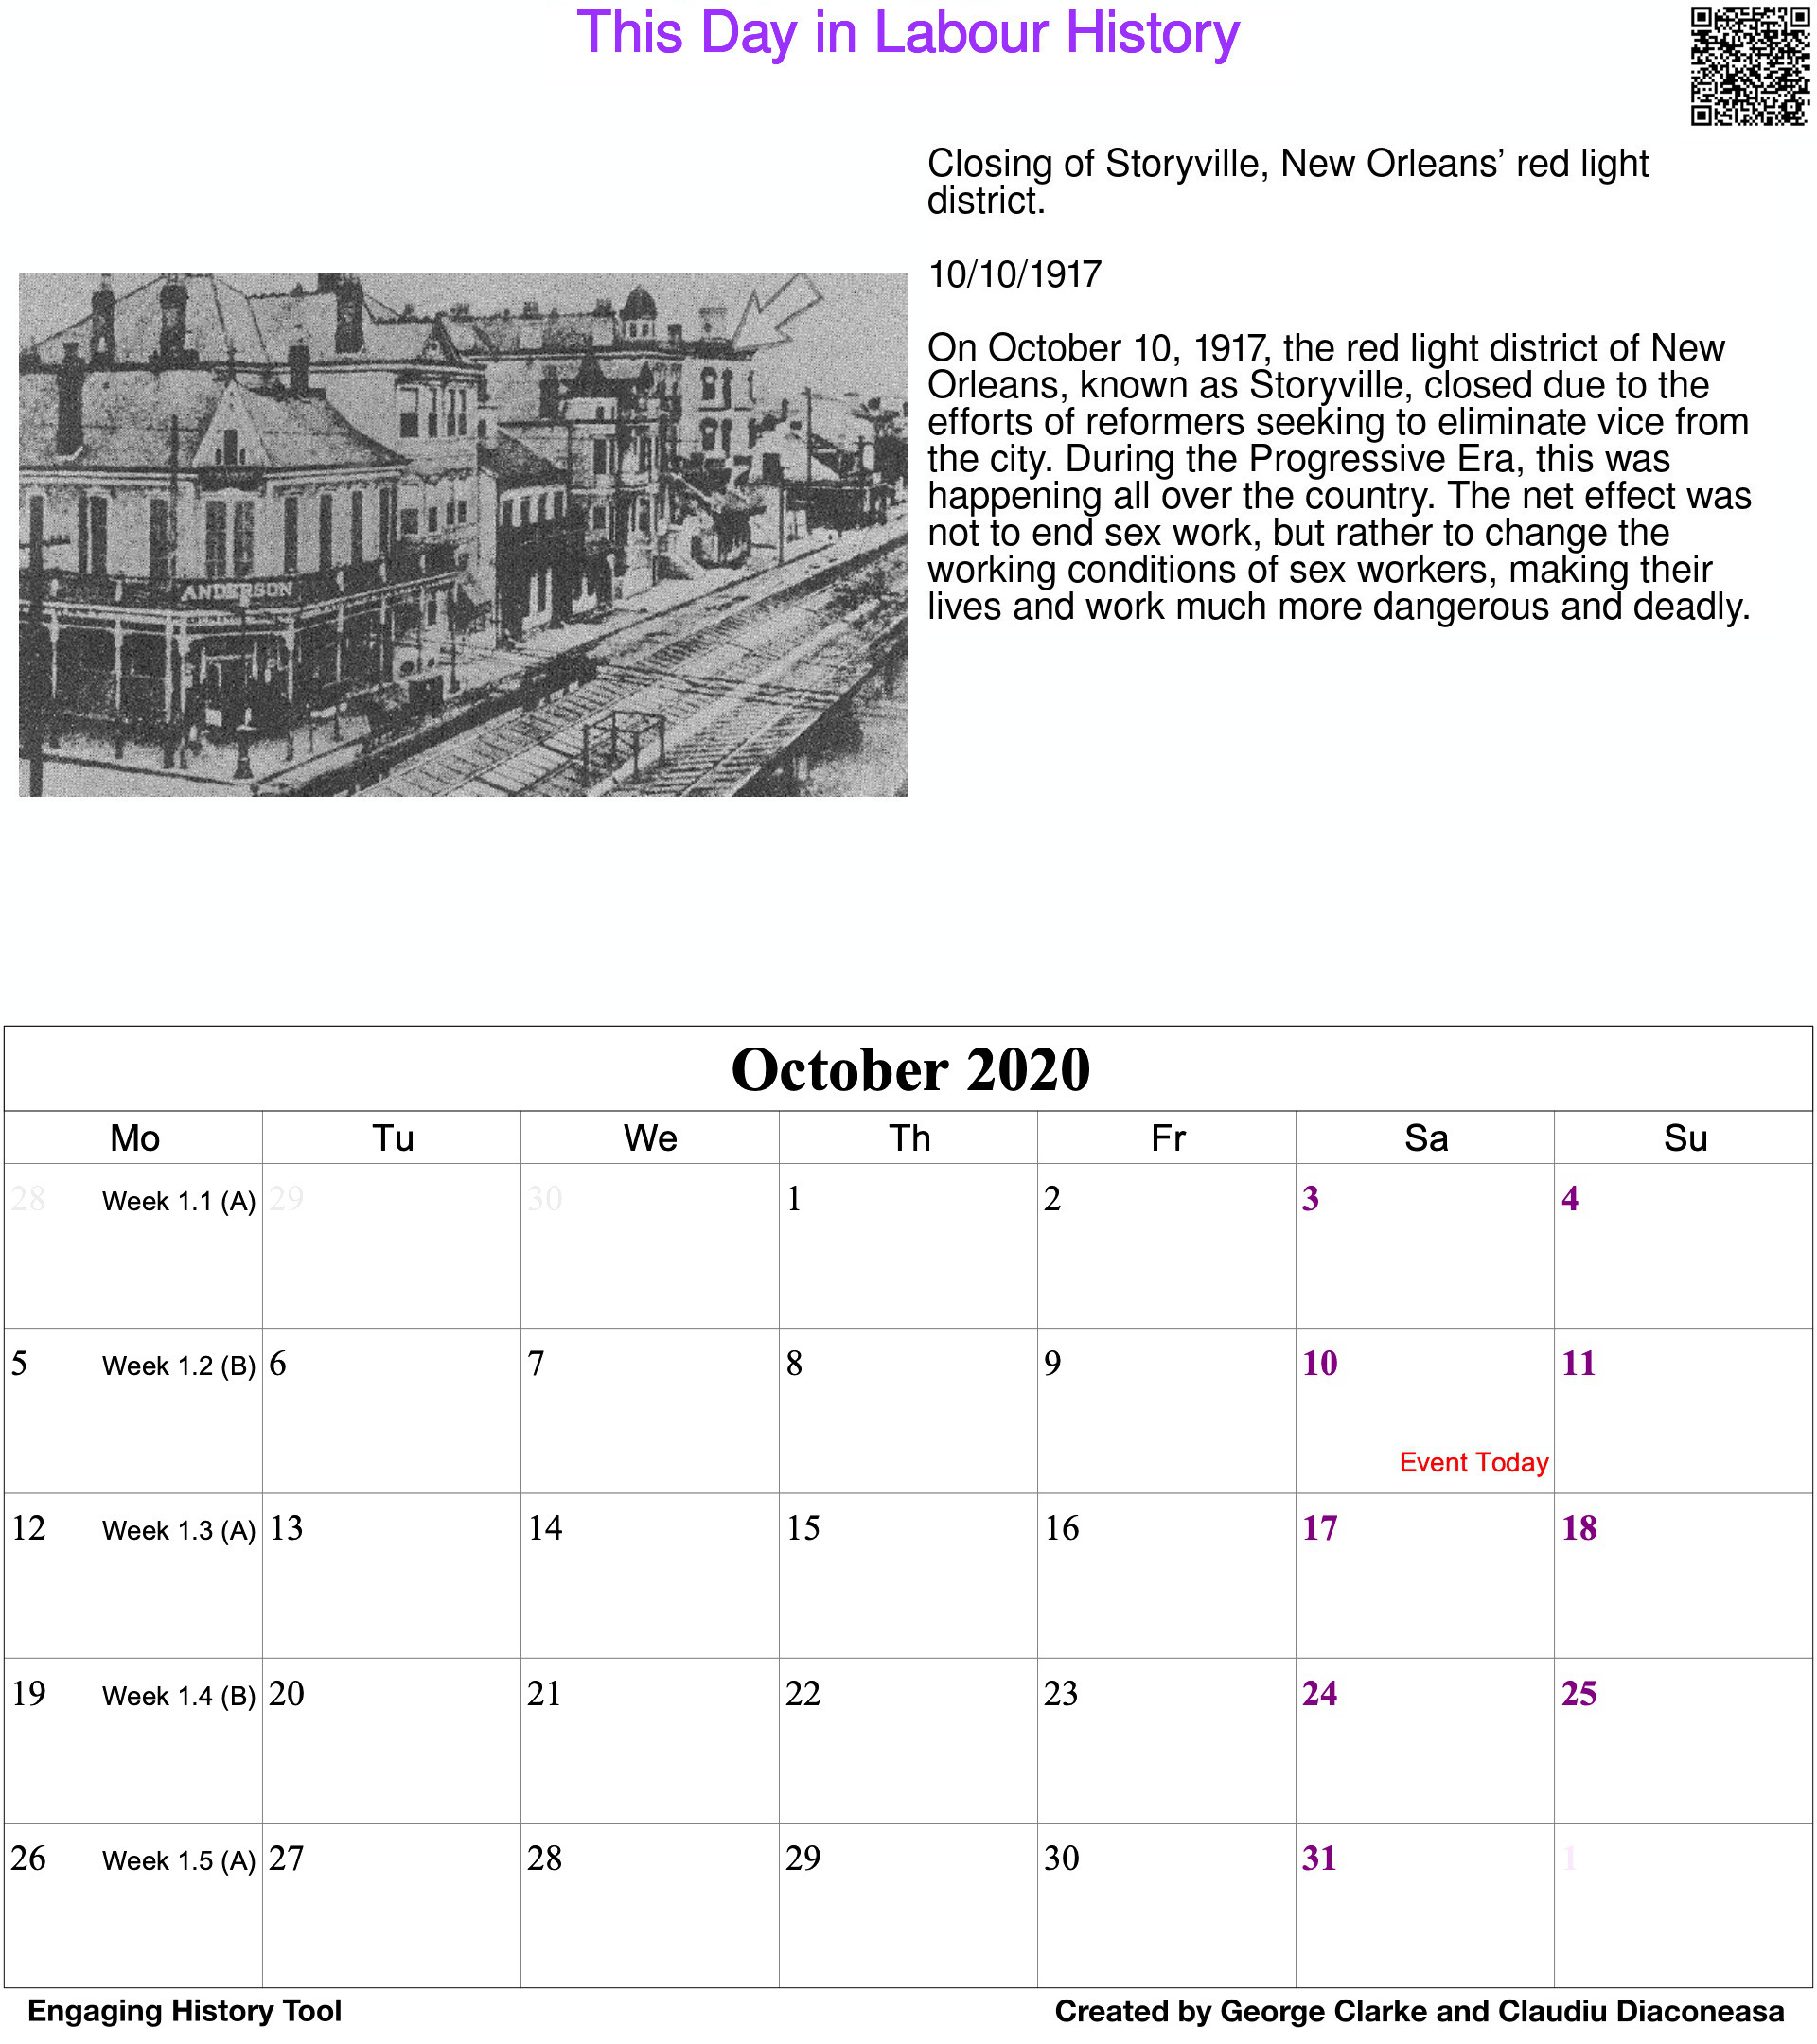 This Day in Labour History
Closing of Storyville, New Orleans’ red light
district.
10/10/1917
On October 10, 1917, the red light district of New
Orleans, known as Storyville, closed due to the
efforts of reformers seeking to eliminate vice from
the city. During the Progressive Era, this was
happening all over the country. The net effect was
not to end sex work, but rather to change the
working conditions of sex workers, making their
lives and work much more dangerous and deadly.
ANDERSON
October 2020
Mo Tu We Th Fr Sa Su
28 Week 1.1 (A) 29 30 1 2 3 4
5 Week 1.2 (B) 6 7 8 9 10 11
Event Today
12 Week 1.3 (A) 13 14 15 16 17 18
19 Week 1.4 (B) 20 21 22 23 24 25
26 Week 1.5 (A) 27 28 29 30 31 1
Engaging History Tool Created by George Clarke and Claudiu Diaconeasa